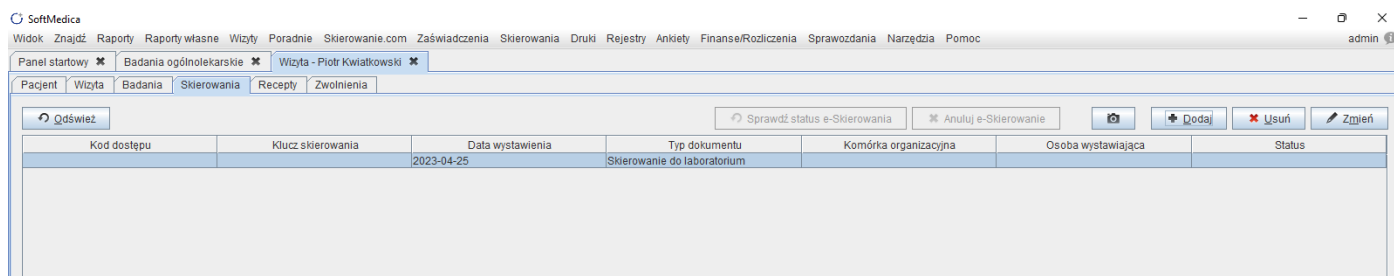 SoftMedica
Widok Znajdź Raporty Raporty własne Wizyty Poradnie Skierowanie.com Zaświadczenia Skierowania Druki Rejestry Ankiety Finanse/Rozliczenia Sprawozdania Narzędzia Pomoc admin
Panel startowy Badania ogólnolekarskie Wizyta - Piotr Kwiatkowski
Pacjent Wizyta Badania Skierowania Recepty Zwolnienia
Odśwież Sprawdź status e-Skierowania Anuluj e-Skierowanie Dodaj Usuń Zmień
Kod dostępu Klucz skierowania Data wystawienia Typ dokumentu Komórka organizacyjna Osoba wystawiająca Status
2023-04-25 Skierowanie do laboratorium